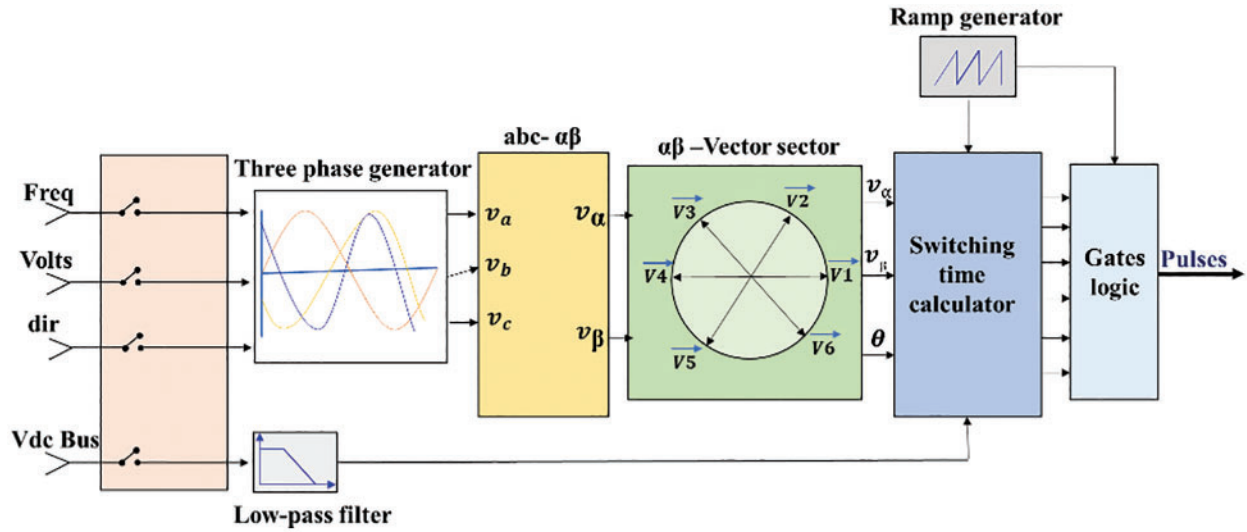 Ramp generator
abc- αβ
αβ –Vector sector
Three phase generator
Freq
Volts
dir
Vdc Bus
Low-pass filter
v_a
v_b
v_c
v_α
v_β
V3
V2
V4
V1
V5
V6
v_α
v_β
θ
Switching
time
calculator
Gates
logic
Pulses